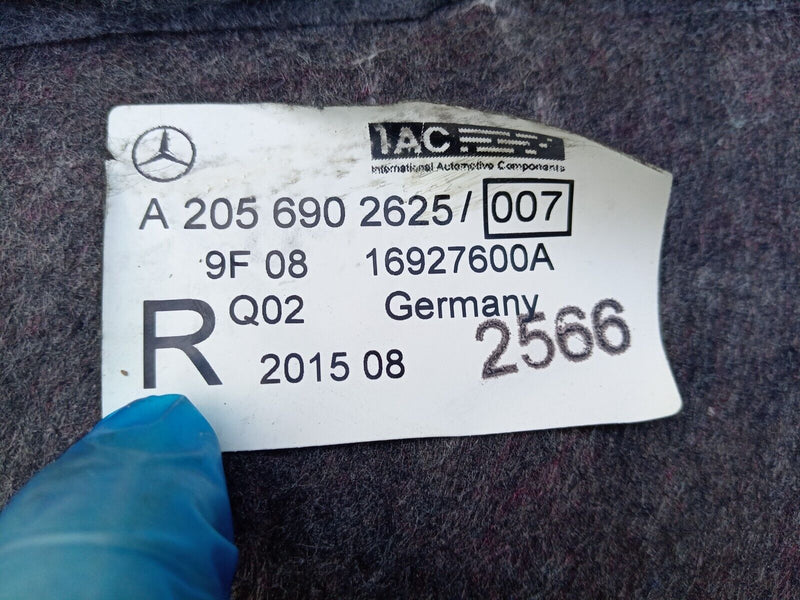 IAC
International Automotive Components
A 205 690 2625/ 007
9F 08 16927600A
R Q02 Germany
2015 08 2566